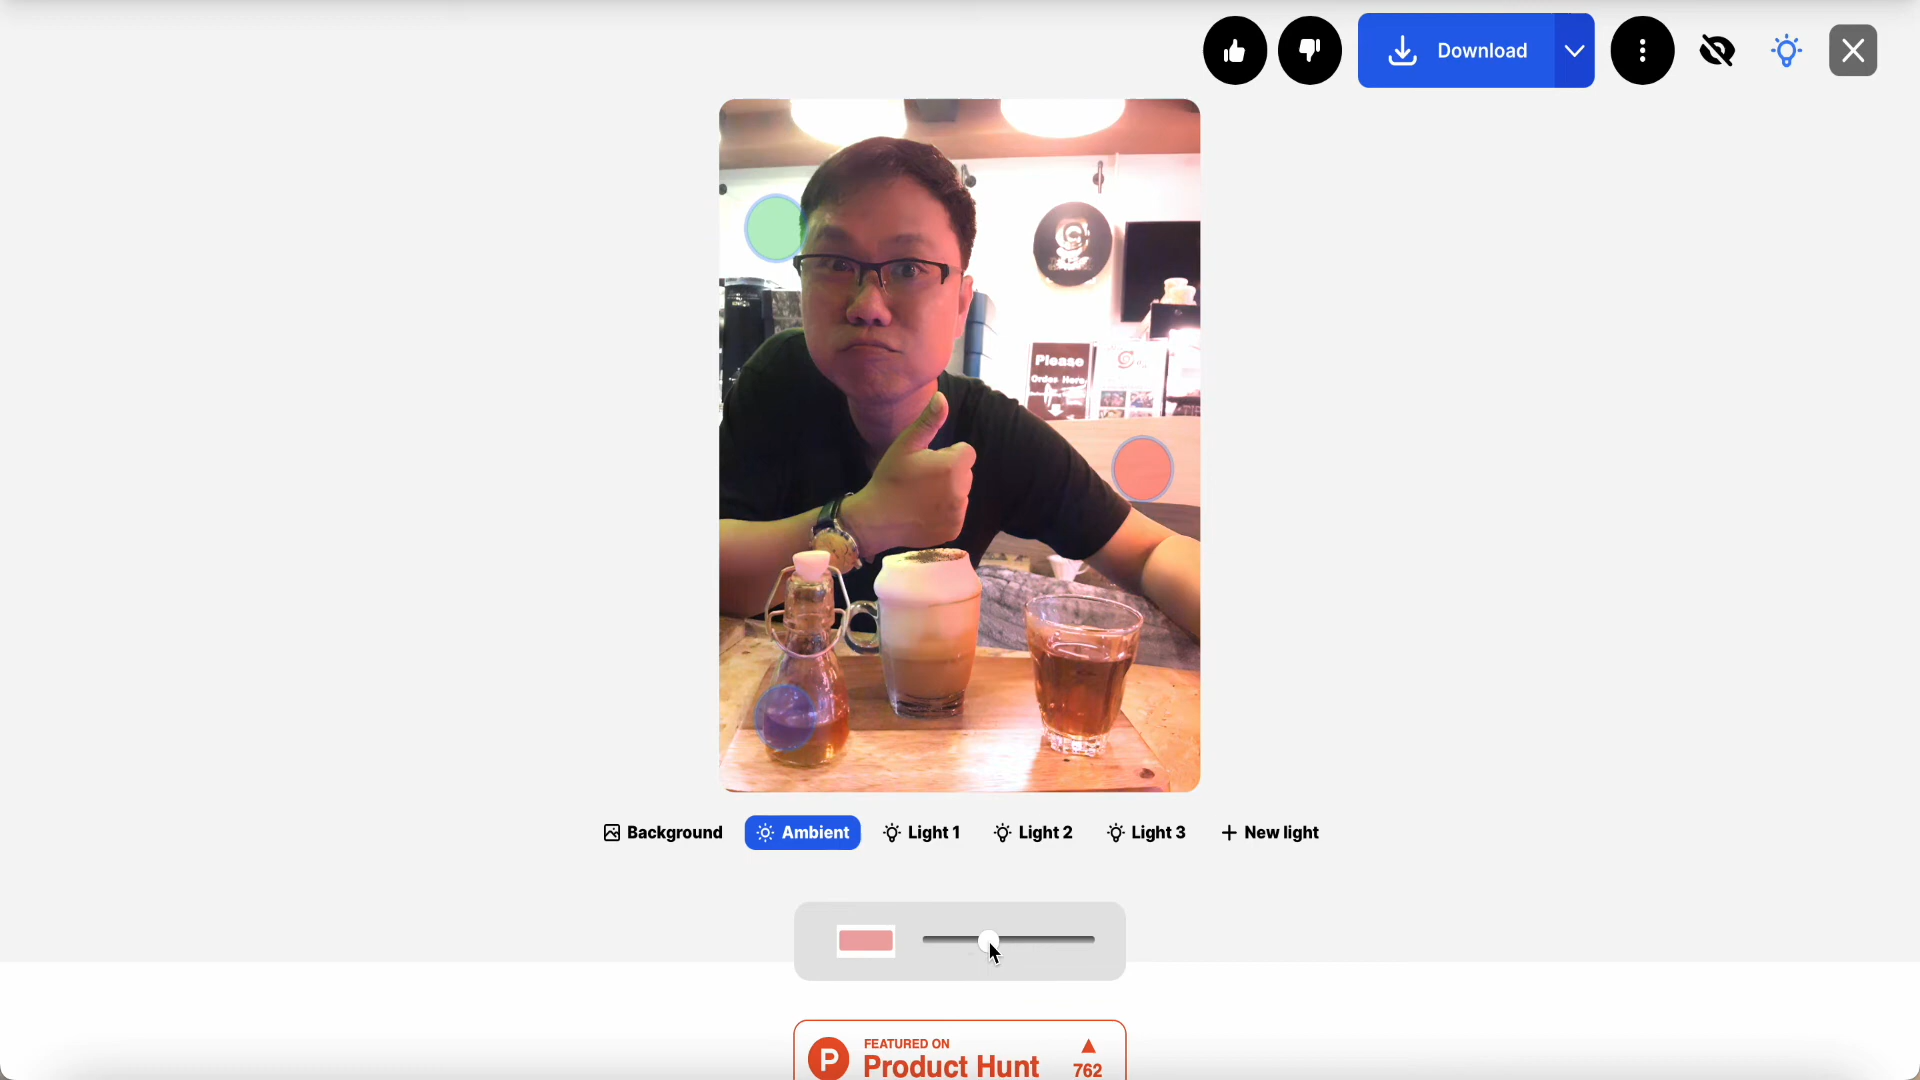 Download
Please
Order Here
Background
Ambient
Light 1
Light 2
Light 3
New light
FEATURED ON
Product Hunt
762